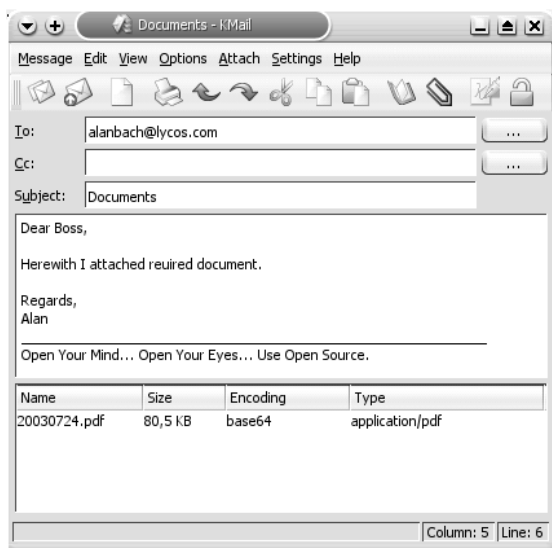 Documents - KMail
Message Edit View Options Attach Settings Help
To: alanbach@lycos.com ...
Cc: ...
Subject: Documents
Dear Boss,
Herewith I attached reuired document.
Regards,
Alan
Open Your Mind... Open Your Eyes... Use Open Source.
Name Size Encoding Type
20030724.pdf 80,5 KB base64 application/pdf
Column: 5 Line: 6